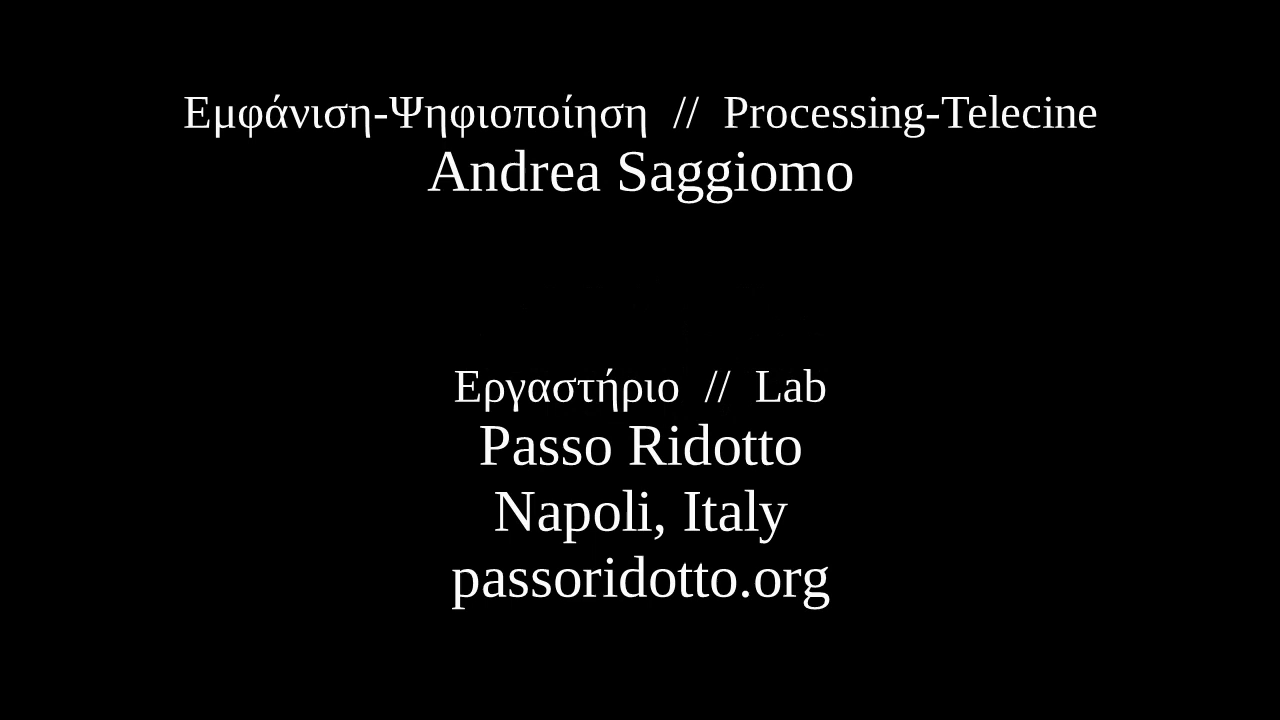 Εμφάνιση-Ψηφιοποίηση // Processing-Telecine
Andrea Saggiomo
Εργαστήριο // Lab
Passo Ridotto
Napoli, Italy
passoridotto.org